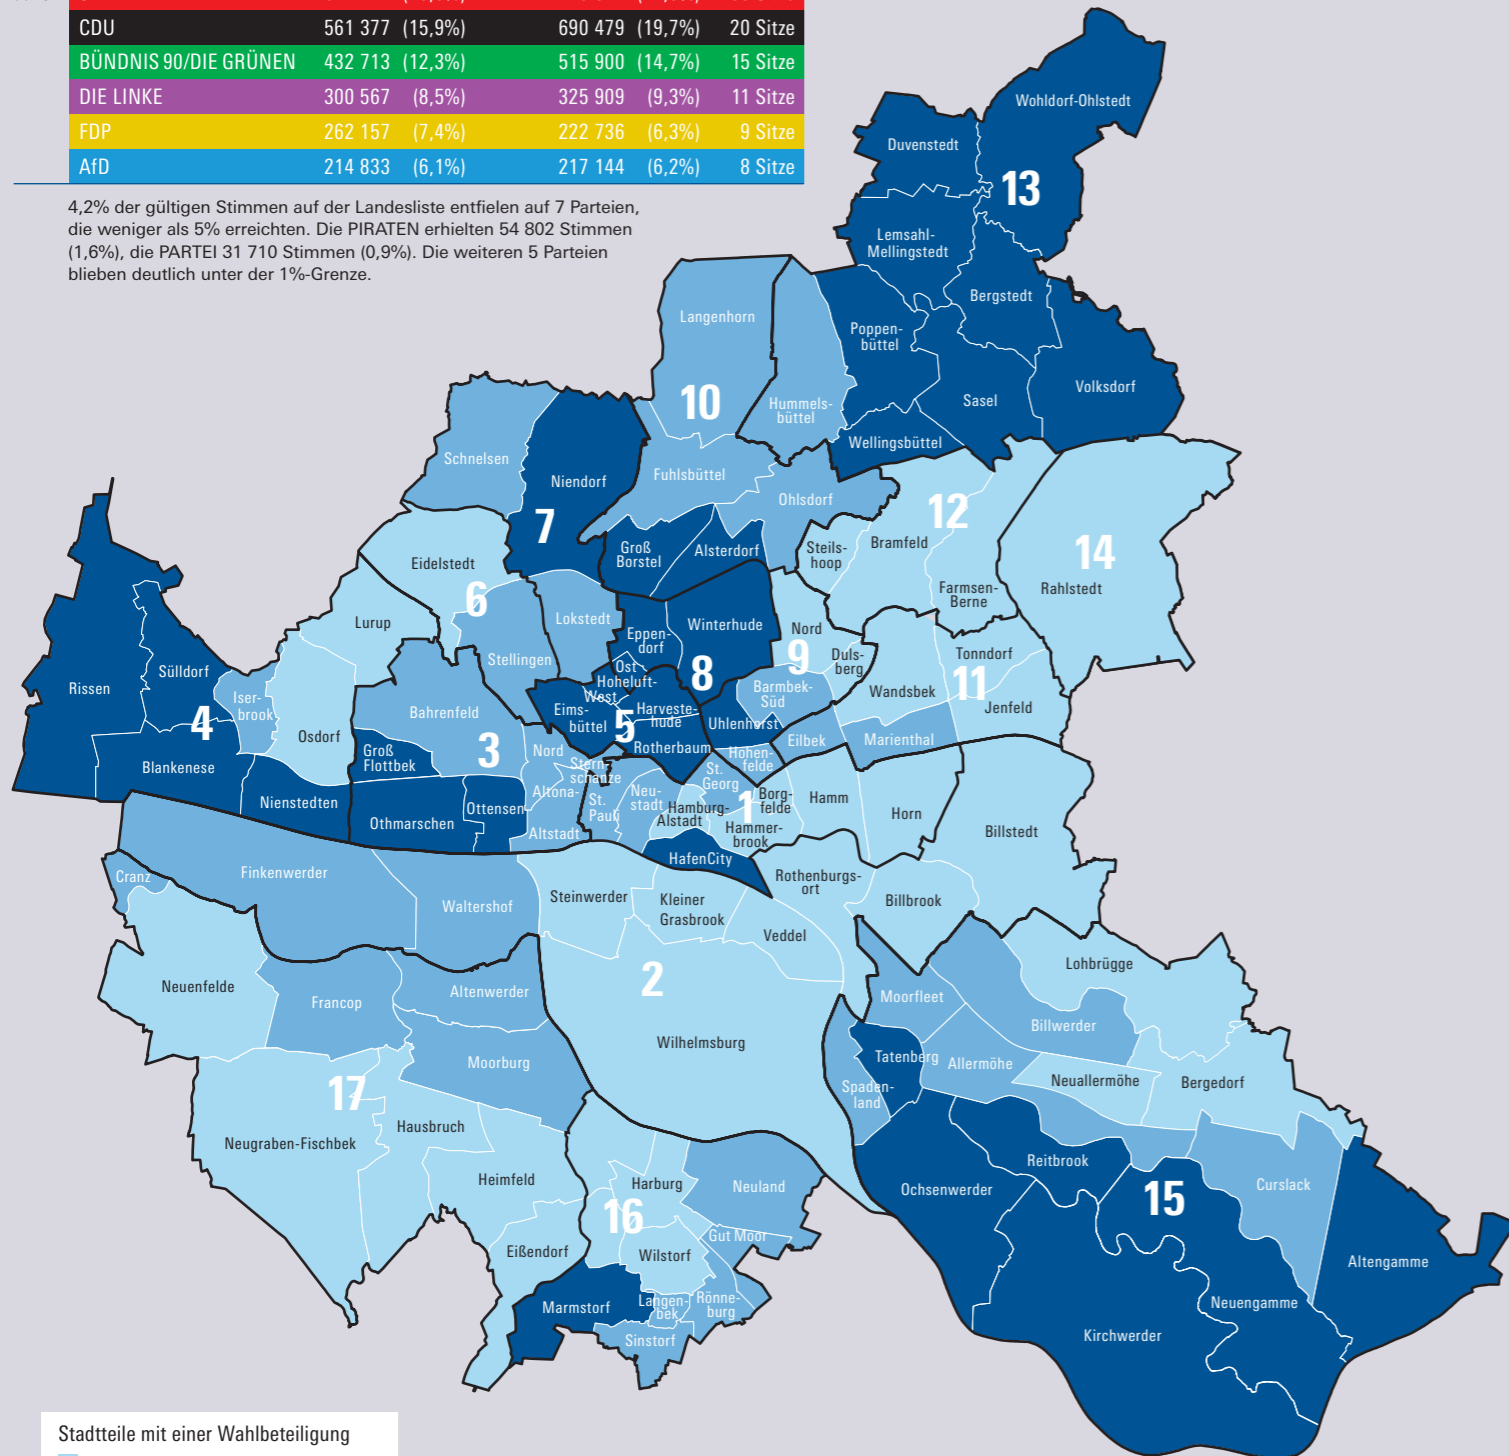 CDU 561 377 (15,9%) 690 479 (19,7%) 20 Sitze
BÜNDNIS 90/DIE GRÜNEN 432 713 (12,3%) 515 900 (14,7%) 15 Sitze
DIE LINKE 300 567 (8,5%) 325 909 (9,3%) 11 Sitze
FDP 262 157 (7,4%) 222 736 (6,3%) 9 Sitze
AfD 214 833 (6,1%) 217 144 (6,2%) 8 Sitze
4,2% der gültigen Stimmen auf der Landesliste entfielen auf 7 Parteien,
die weniger als 5% erreichten. Die PIRATEN erhielten 54 802 Stimmen
(1,6%), die PARTEI 31 710 Stimmen (0,9%). Die weiteren 5 Parteien
blieben deutlich unter der 1%-Grenze.
Wohldorf-Ohlstedt
Duvenstedt
13
Lemsahl-
Mellingstedt
Bergstedt
Poppen-
büttel
Volksdorf
Sasel
Wellingsbüttel
Langenhorn
10
Hummels-
büttel
Fuhlsbüttel
Ohlsdorf
Schnelsen
Niendorf
7
Groß
Borstel
Alsterdorf
Steils-
hoop
Bramfeld
12
Farmsen-
Berne
14
Rahlstedt
Eidelstedt
6
Lokstedt
Stellingen
Eppen-
dorf
Winterhude
8
Ost
Hoheluft-
West
Eims-
büttel
5
Harveste-
hude
Rotherbaum
Uhlenhorst
Nord
9
Duls-
berg
Barmbek-
Süd
Wandsbek
Tonndorf
11
Jenfeld
Eilbek
Marienthal
Hohen-
felde
Lurup
Rissen
Sülldorf
4
Iser-
brook
Osdorf
Blankenese
Nienstedten
Bahrenfeld
3
Groß
Flottbek
Othmarschen
Ottensen
Nord
Altona-
Altstadt
Stern-
schanze
St.
Pauli
Neu-
stadt
St.
Georg
1
Hamburg-
Altstadt
Borg-
felde
Hammer-
brook
Hamm
Horn
Billstedt
HafenCity
Rothenburgs-
ort
Billbrook
Cranz
Finkenwerder
Waltershof
Steinwerder
Kleiner
Grasbrook
Veddel
2
Wilhelmsburg
Neuenfelde
Francop
Altenwerder
Moorburg
17
Neugraben-Fischbek
Hausbruch
Heimfeld
Eißendorf
Harburg
16
Wilstorf
Neuland
Gut Moor
Rönne-
burg
Langen-
bek
Marmstorf
Sinstorf
Lohbrügge
Moorfleet
Billwerder
Tatenberg
Allermöhe
Neuallermöhe
Bergedorf
Spaden-
land
Ochsenwerder
Reitbrook
15
Curslack
Altengamme
Neuengamme
Kirchwerder
Stadtteile mit einer Wahlbeteiligung